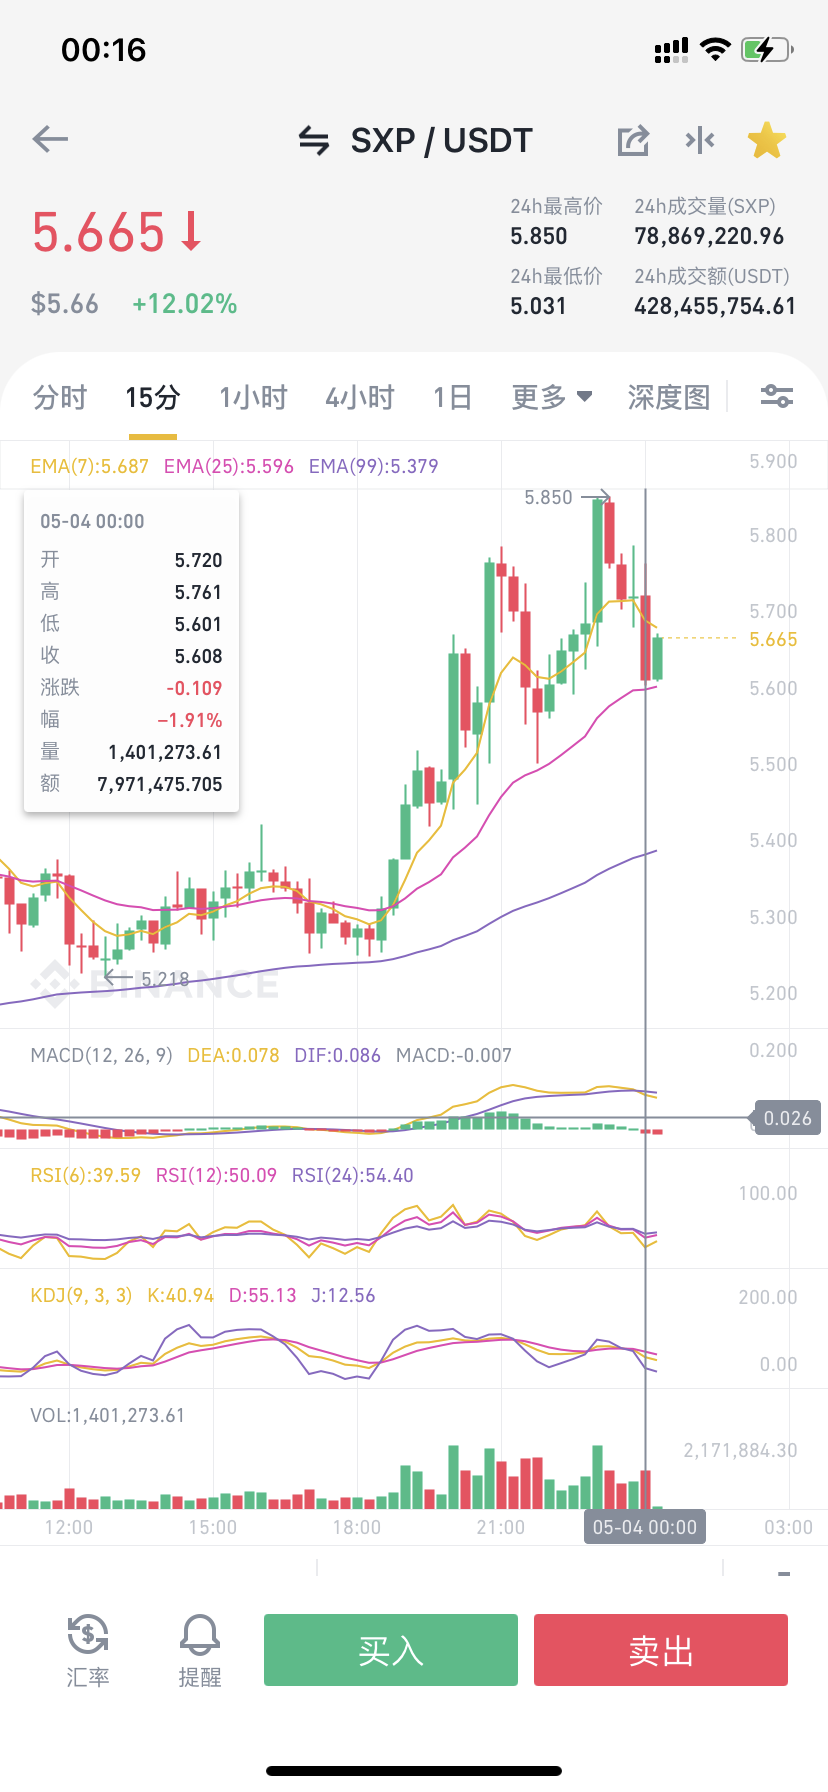 00:16
SXP / USDT
5.665
$5.66 +12.02%
24h最高价 24h成交量(SXP)
5.850 78,869,220.96
24h最低价 24h成交额(USDT)
5.031 428,455,754.61
分时 15分 1小时 4小时 1日 更多 深度图
EMA(7):5.687 EMA(25):5.596 EMA(99):5.379
5.900
05-04 00:00
开 5.720
高 5.761
低 5.601
收 5.608
涨跌 -0.109
幅 -1.91%
量 1,401,273.61
额 7,971,475.705
5.850
5.800
5.700
5.665
5.600
5.500
5.400
5.300
5.200
5.218
BINANCE
MACD(12, 26, 9) DEA:0.078 DIF:0.086 MACD:-0.007
0.200
0.026
RSI(6):39.59 RSI(12):50.09 RSI(24):54.40
100.00
KDJ(9, 3, 3) K:40.94 D:55.13 J:12.56
200.00
0.00
VOL:1,401,273.61
2,171,884.30
12:00 15:00 18:00 21:00 05-04 00:00 03:00
汇率 提醒 买入 卖出